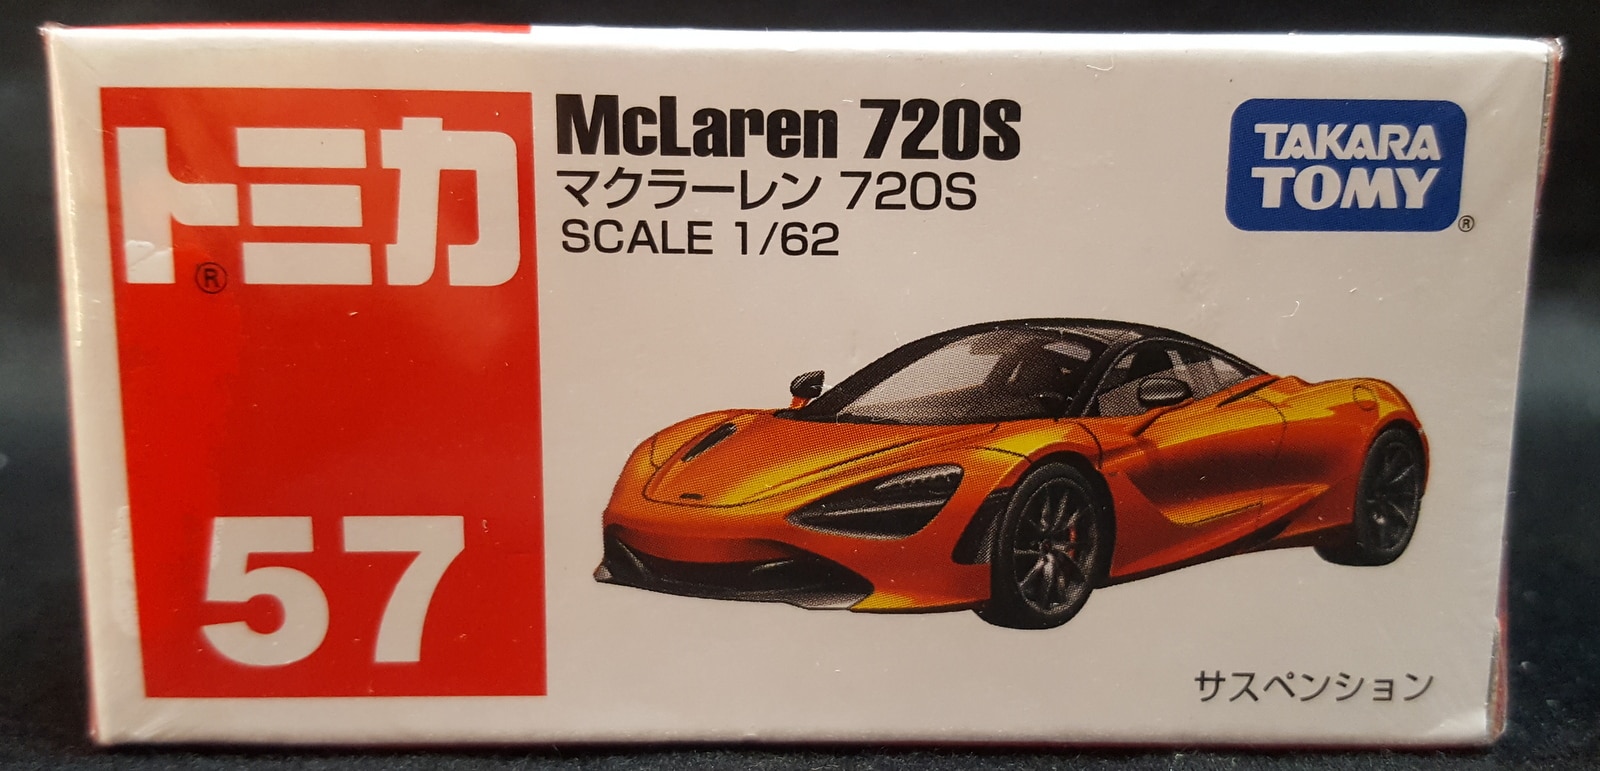 トミカ
®
57
McLaren 720S
マクラーレン 720S
SCALE 1/62
TAKARA
TOMY
®
サスペンション